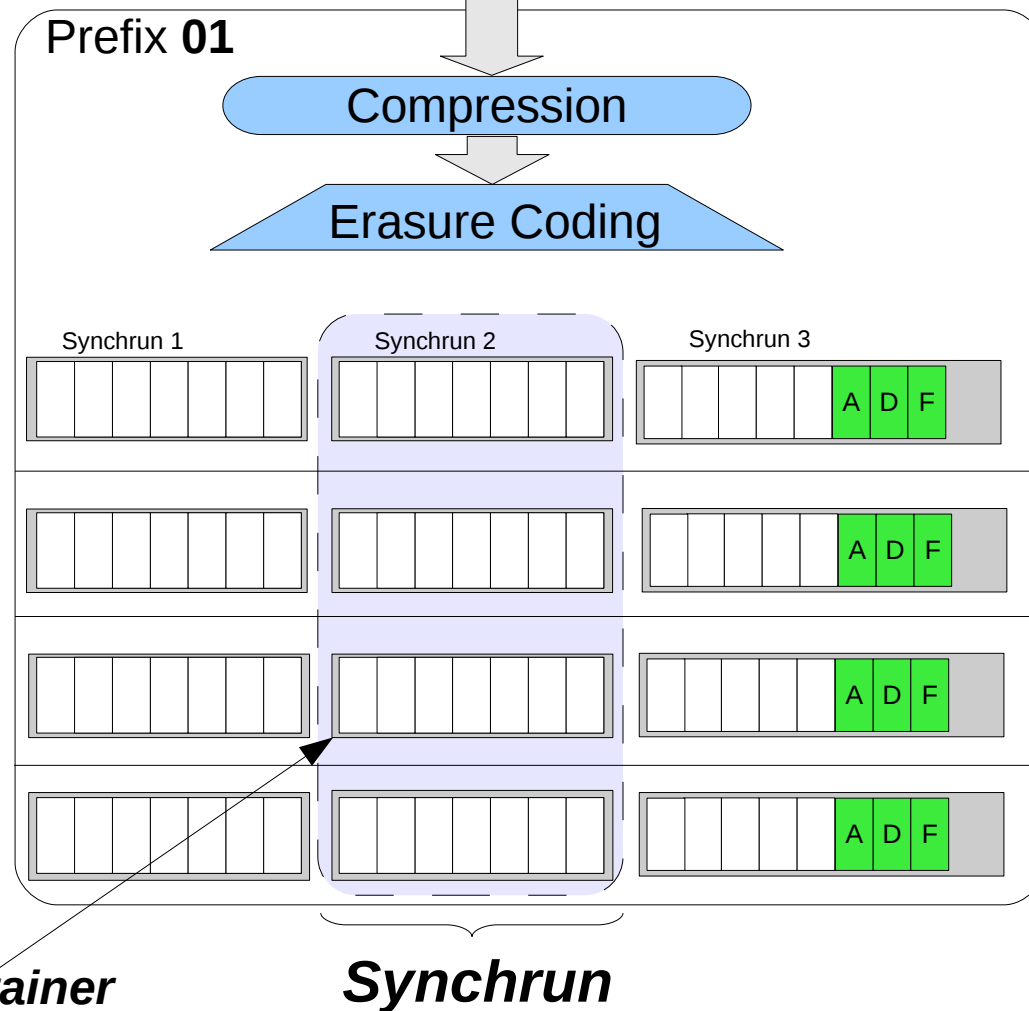 Prefix 01
Compression
Erasure Coding
Synchrun 1
Synchrun 2
Synchrun 3
A D F
A D F
A D F
A D F
Synchrun